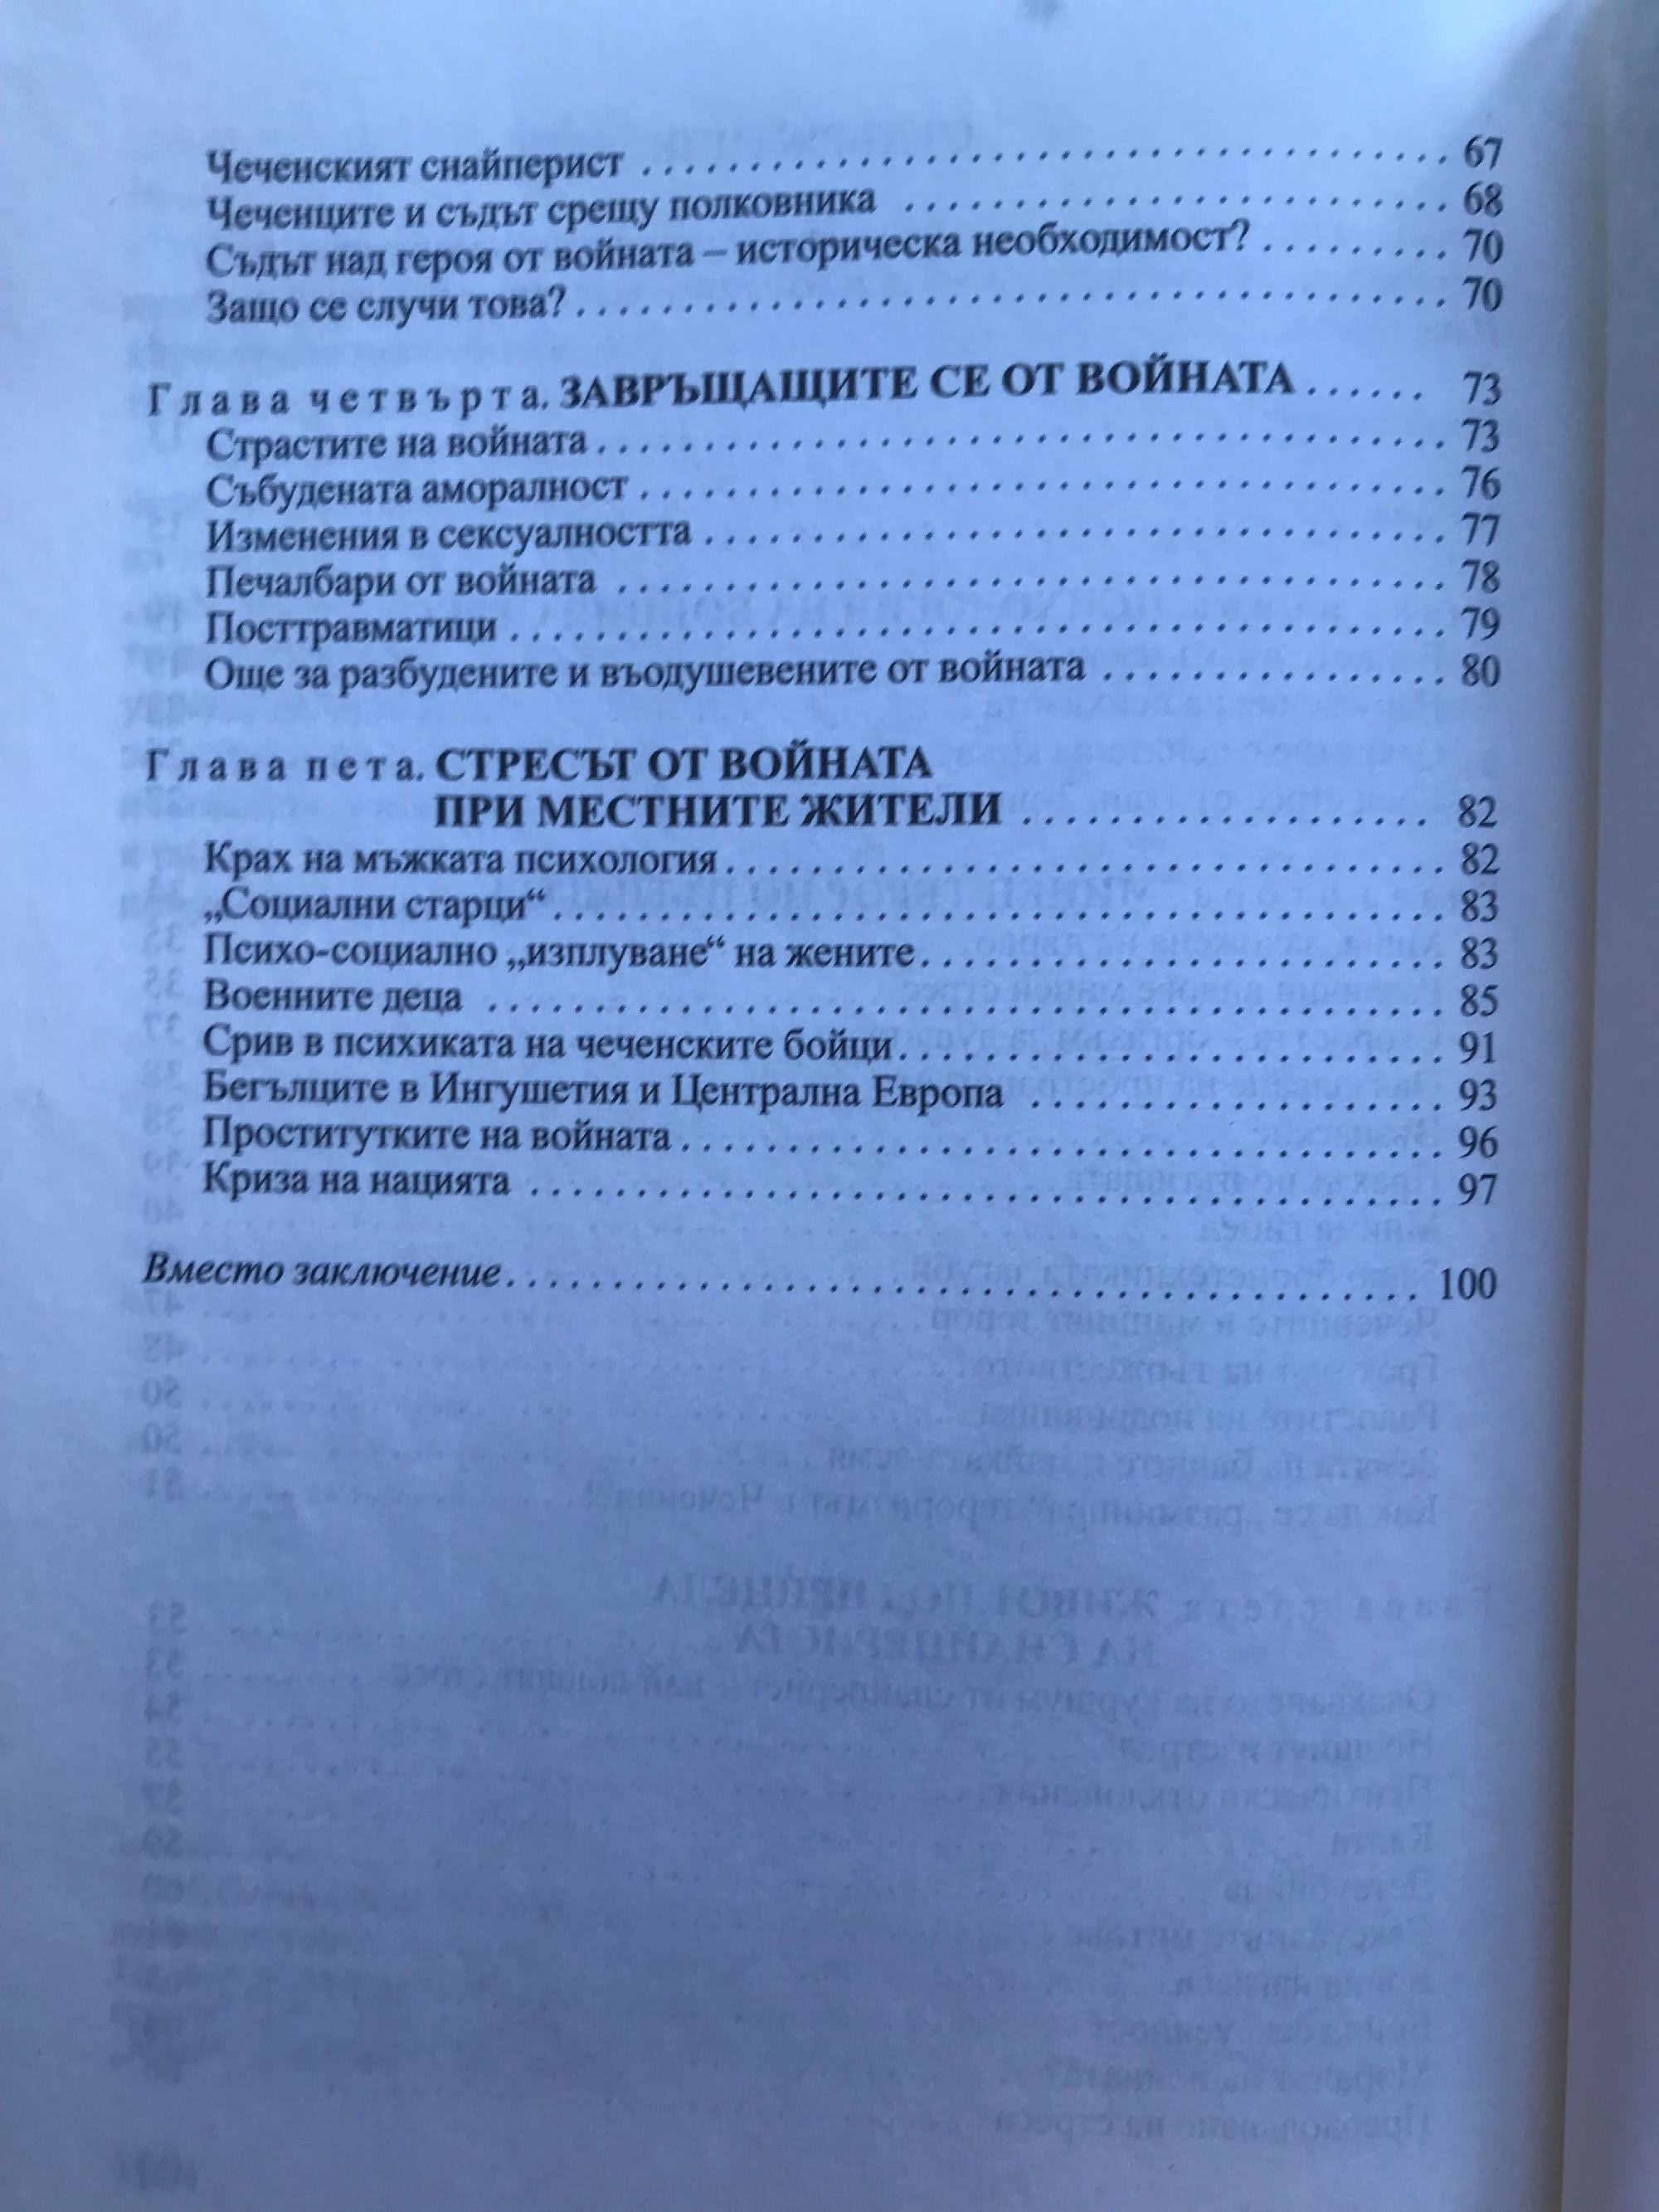 Чеченският снайперист . . . . . . . . . . . . . . . . . . . . . . . . . . . . . . 67
Чеченците и съдът срещу полковника . . . . . . . . . . . . . . . . . . . . 68
Съдът над героя от войната – историческа необходимост? . . . . . . . . . 70
Защо се случи това? . . . . . . . . . . . . . . . . . . . . . . . . . . . . . . . . 70
Глава четвърта. ЗАВРЪЩАЩИТЕ СЕ ОТ ВОЙНАТА . . . . . . 73
Страстите на войната . . . . . . . . . . . . . . . . . . . . . . . . . . . . . . . . 73
Събудената аморалност . . . . . . . . . . . . . . . . . . . . . . . . . . . . . . 76
Изменения в сексуалността . . . . . . . . . . . . . . . . . . . . . . . . . . . . 77
Печалбари от войната . . . . . . . . . . . . . . . . . . . . . . . . . . . . . . . 78
Посттравматици . . . . . . . . . . . . . . . . . . . . . . . . . . . . . . . . . . . 79
Още за разбудените и въодушевените от войната . . . . . . . . . . . . . 80
Глава пета. СТРЕСЪТ ОТ ВОЙНАТА
ПРИ МЕСТНИТЕ ЖИТЕЛИ . . . . . . . . . . . . . . . . 82
Крах на мъжката психология . . . . . . . . . . . . . . . . . . . . . . . . . . . 82
„Социални старци“ . . . . . . . . . . . . . . . . . . . . . . . . . . . . . . . . . 83
Психо-социално „изплуване“ на жените . . . . . . . . . . . . . . . . . . . . 83
Военните деца . . . . . . . . . . . . . . . . . . . . . . . . . . . . . . . . . . . . 85
Срив в психиката на чеченските бойци . . . . . . . . . . . . . . . . . . . . . 91
Бегълците в Ингушетия и Централна Европа . . . . . . . . . . . . . . . . 93
Проститутките на войната . . . . . . . . . . . . . . . . . . . . . . . . . . . . . 96
Криза на нацията . . . . . . . . . . . . . . . . . . . . . . . . . . . . . . . . . . 97
Вместо заключение . . . . . . . . . . . . . . . . . . . . . . . . . . . . . . . . . 100